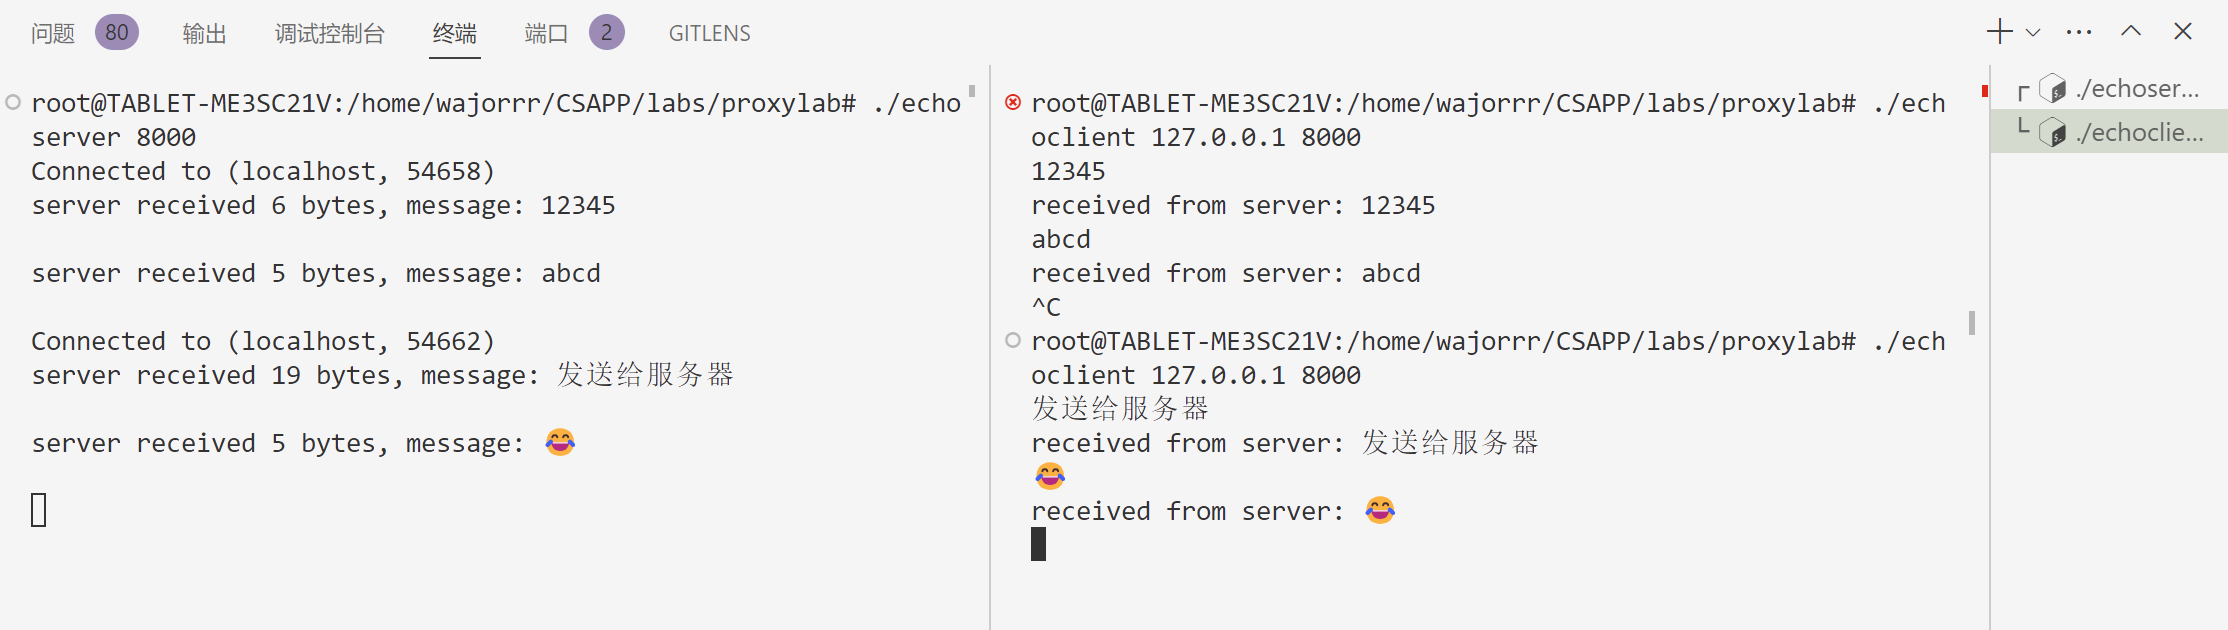 问题 80 输出 调试控制台 终端 端口 2 GITLENS
root@TABLET-ME3SC21V:/home/wajorrr/CSAPP/labs/proxylab# ./echo
server 8000
Connected to (localhost, 54658)
server received 6 bytes, message: 12345
server received 5 bytes, message: abcd
Connected to (localhost, 54662)
server received 19 bytes, message: 发送给服务器
server received 5 bytes, message: 😂
root@TABLET-ME3SC21V:/home/wajorrr/CSAPP/labs/proxylab# ./ech
oclient 127.0.0.1 8000
12345
received from server: 12345
abcd
received from server: abcd
^C
root@TABLET-ME3SC21V:/home/wajorrr/CSAPP/labs/proxylab# ./ech
oclient 127.0.0.1 8000
发送给服务器
received from server: 发送给服务器
😂
received from server: 😂
./echoser...
./echoclie...